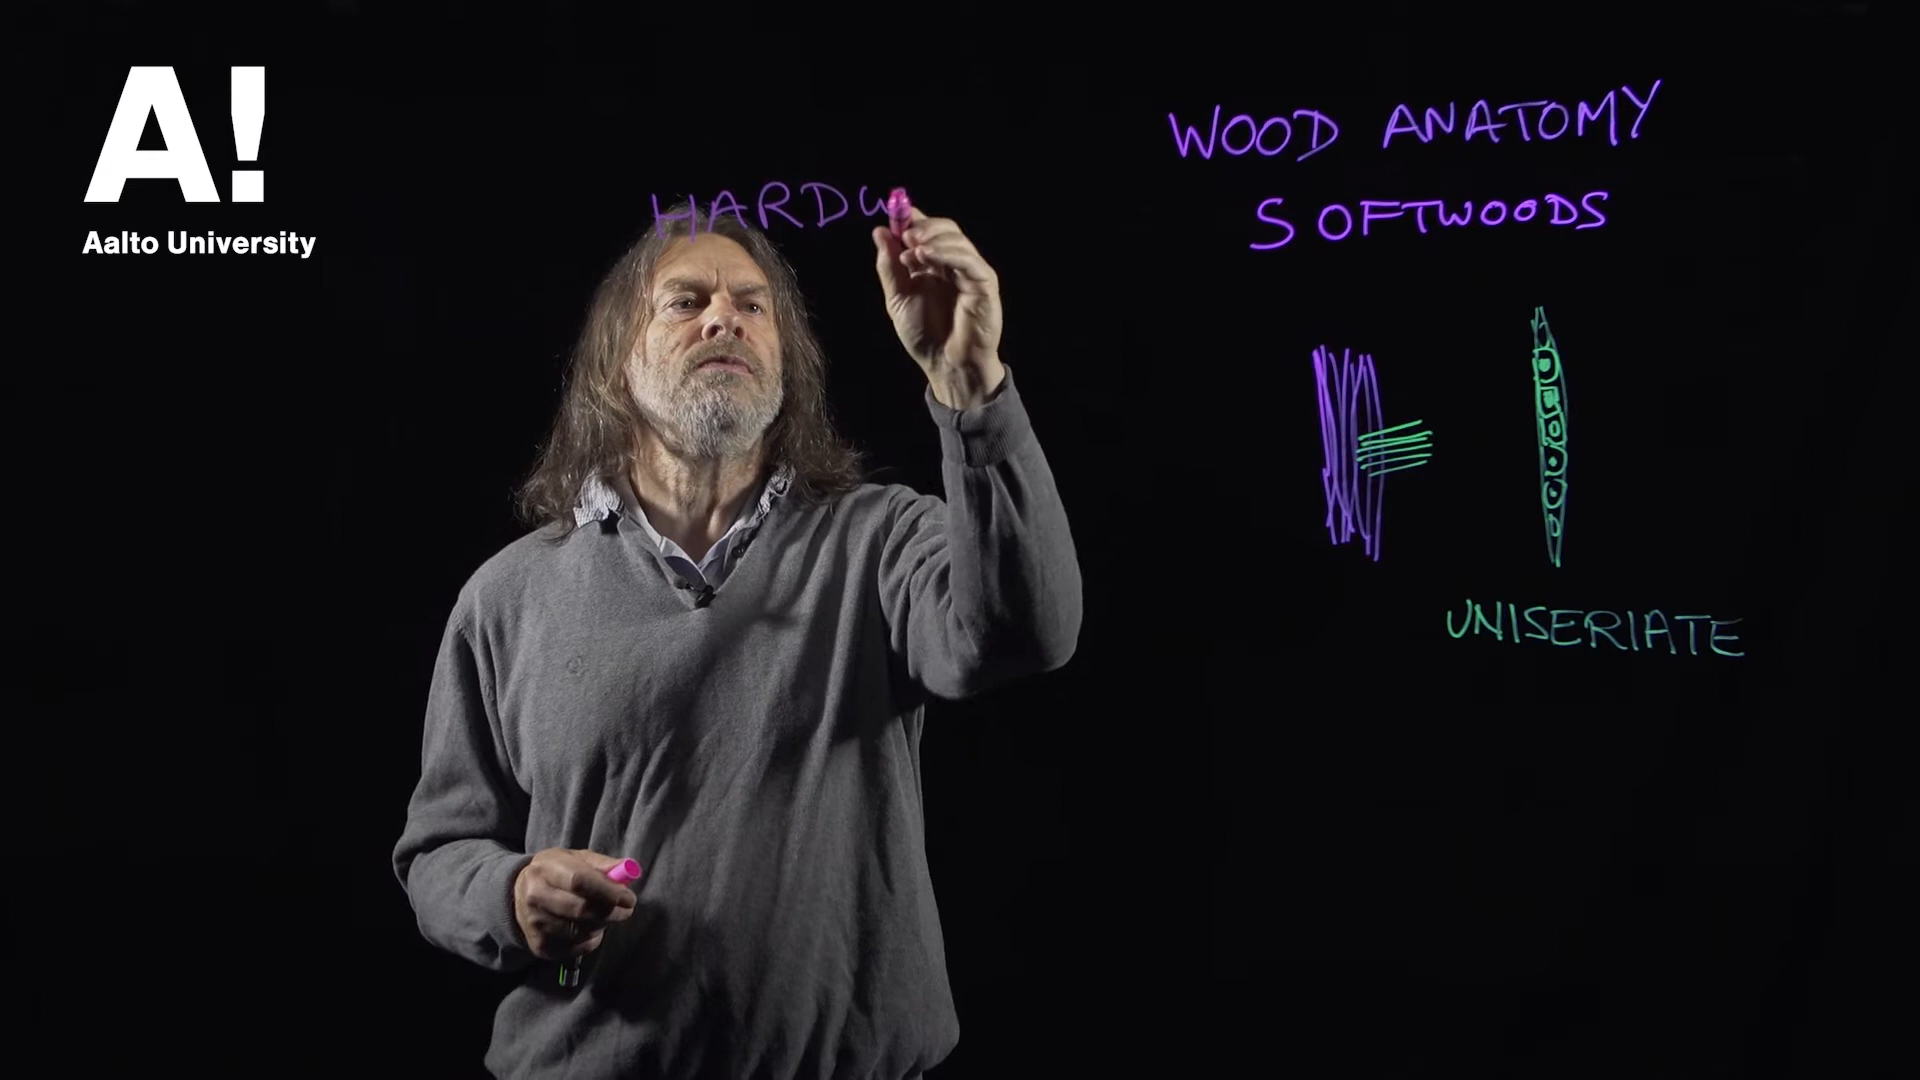 A!
Aalto University
WOOD ANATOMY
SOFTWOODS
HARDW
UNISERIATE